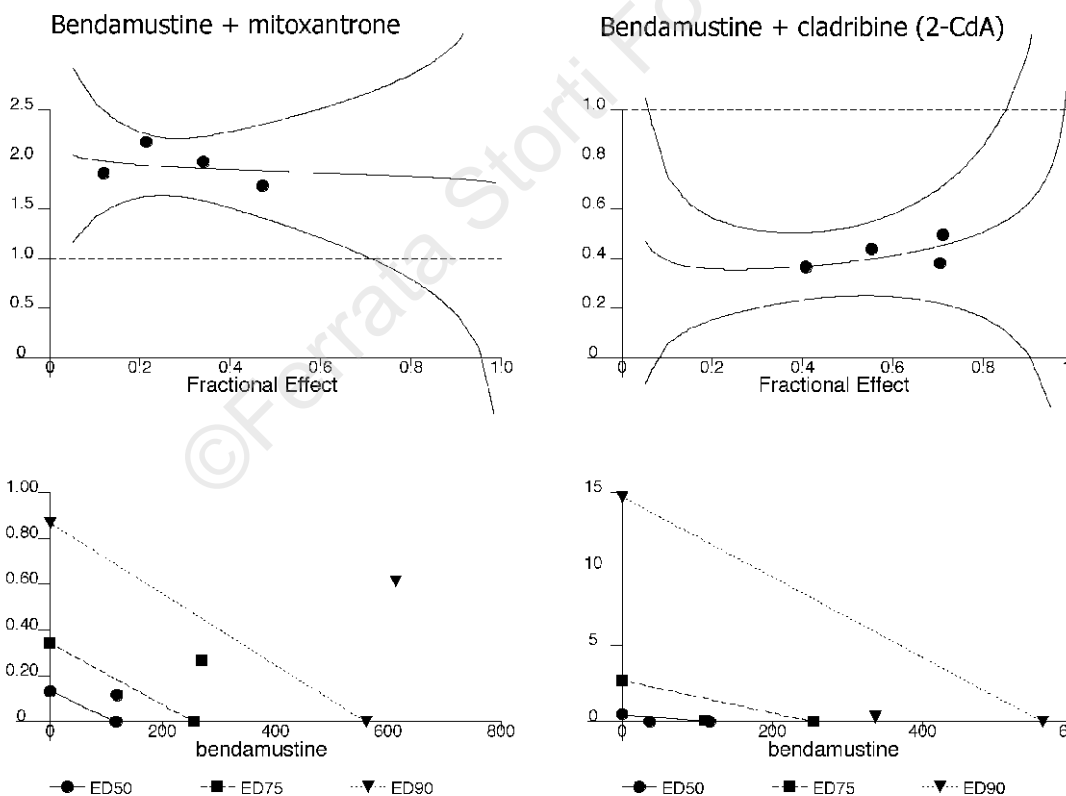 Bendamustine + mitoxantrone
Bendamustine + cladribine (2-CdA)
2.5
2.0
1.5
1.0
0.5
0
0 0.2 0.4 0.6 0.8 1.0
Fractional Effect
1.0
0.8
0.6
0.4
0.2
0
0 0.2 0.4 0.6 0.8 1
Fractional Effect
©Ferrata Storti Fo
1.00
0.80
0.60
0.40
0.20
0
0 200 400 600 800
bendamustine
ED50 ED75 ED90
15
10
5
0
0 200 400 6
bendamustine
ED50 ED75 ED90